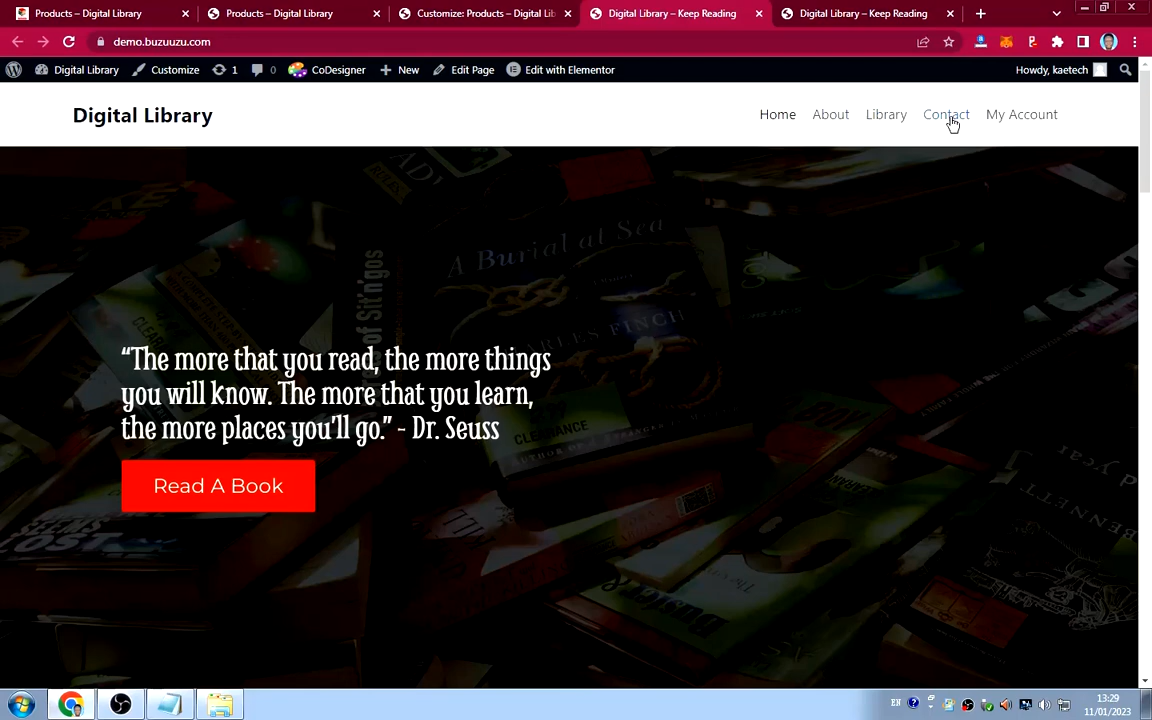 Products – Digital Library
Products – Digital Library
Customize: Products – Digital Lib
Digital Library – Keep Reading
Digital Library – Keep Reading
demo.buzuuzu.com
Digital Library
Customize
1
0
CoDesigner
New
Edit Page
Edit with Elementor
Howdy, kaetech
Digital Library
Home
About
Library
Contact
My Account
A Burial at Sea
CHARLES FINCH
CLEARANCE
“The more that you read, the more things
you will know. The more that you learn,
the more places you'll go.” - Dr. Seuss
Read A Book
EN
13:29
11/01/2023